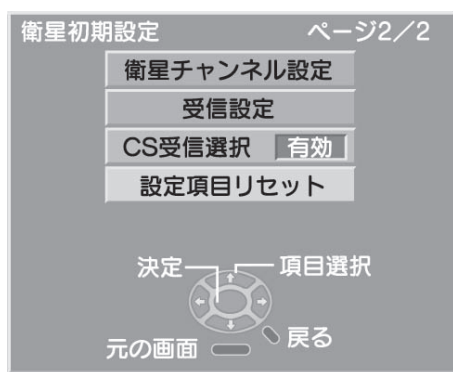 衛星初期設定 ページ2／2
衛星チャンネル設定
受信設定
CS受信選択 有効
設定項目リセット
決定 項目選択
元の画面 戻る